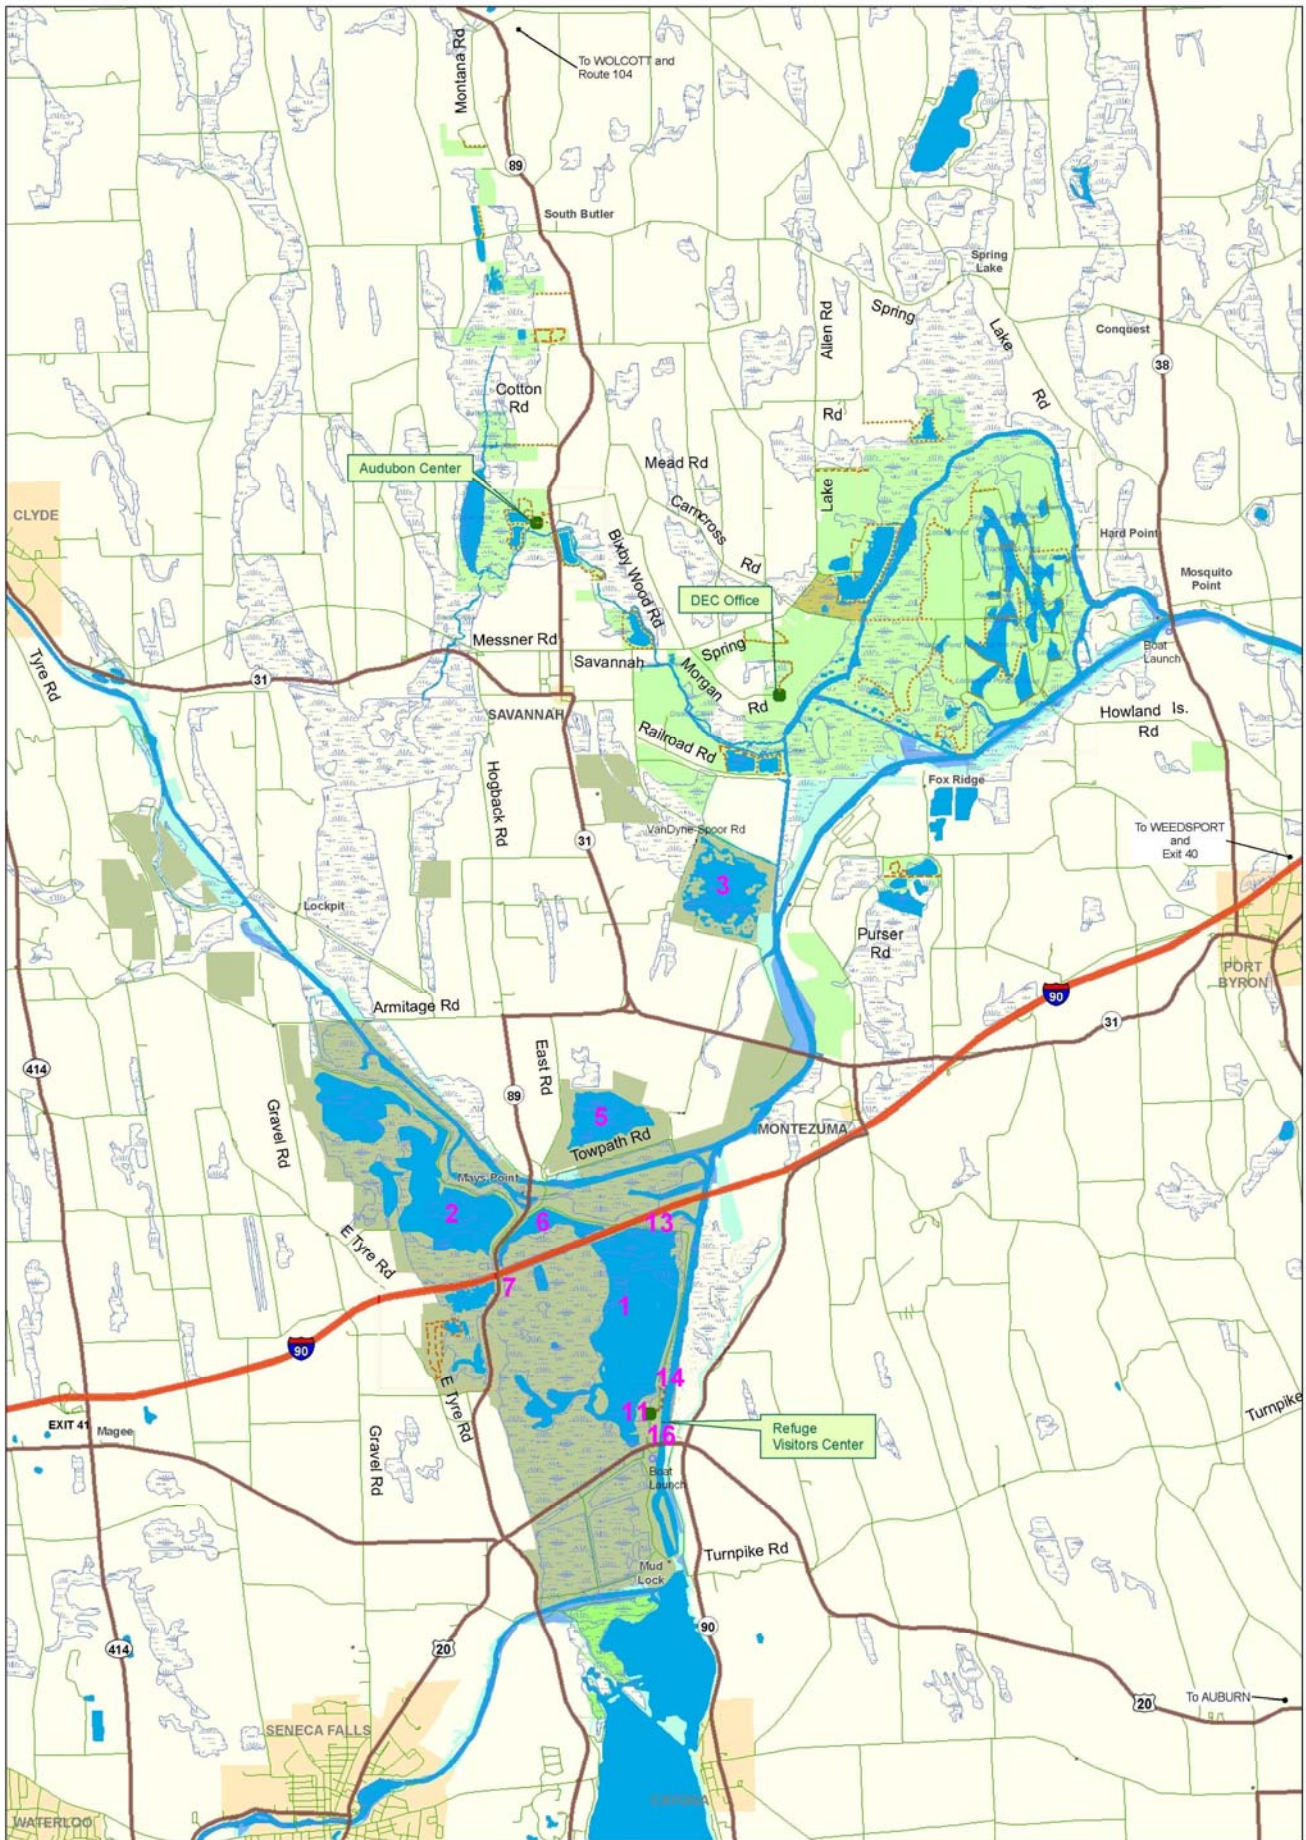 Montana Rd
To WOLCOTT and
Route 104
89
South Butler
Spring
Lake
Allen Rd
Spring
Lake
Rd
Conquest
38
Cotton
Rd
Rd
Mead Rd
Audubon Center
Carncross
Rd
Lake
CLYDE
Hard Point
Bixby Wood Rd
Mosquito
Point
DEC Office
Messner Rd
Spring
Savannah
Morgan
Rd
Boat
Launch
Tyre Rd
31
SAVANNAH
Howland Is.
Rd
Railroad Rd
Hogback Rd
Fox Ridge
31
VanDyne-Spoor Rd
To WEEDSPORT
and
Exit 40
3
Lockpit
Purser
Rd
PORT
BYRON
90
Armitage Rd
31
414
East Rd
89
Gravel Rd
5
Towpath Rd
MONTEZUMA
Mays Point
2
6
13
E Tyre Rd
7
1
90
14
E Tyre Rd
11
16
Refuge
Visitors Center
Turnpike
EXIT 41
Magee
Gravel Rd
Boat
Launch
Turnpike Rd
Mud
Lock
90
414
20
20
To AUBURN
SENECA FALLS
CAYUGA
WATERLOO